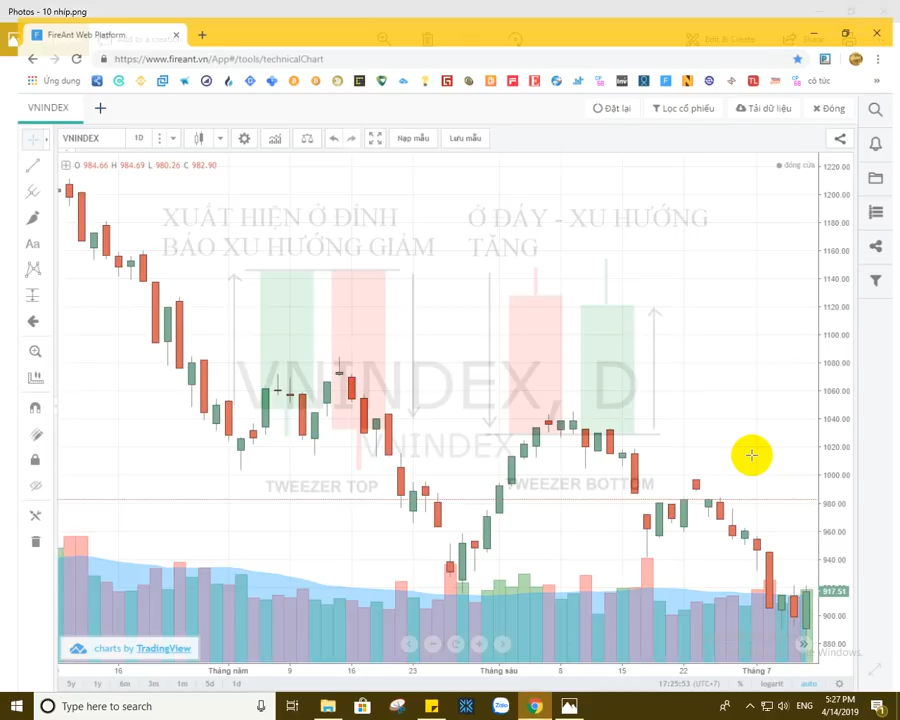 Photos - 10 nhíp.png
FireAnt Web Platform
Edit & Create
Share
https://www.fireant.vn/App#/tools/technicalChart
Ứng dụng
cổ tức
VNINDEX
Đặt lại
Lọc cổ phiếu
Tải dữ liệu
Đóng
VNINDEX 1D
Nạp mẫu
Lưu mẫu
O 984.66 H 984.69 L 980.26 C 982.90
đóng cửa
XUẤT HIỆN Ở ĐỈNH
BÁO XU HƯỚNG GIẢM
Ở ĐÁY - XU HƯỚNG
TĂNG
VNINDEX, D
VNINDEX
TWEEZER TOP
TWEEZER BOTTOM
1220.00
1200.00
1180.00
1160.00
1140.00
1120.00
1100.00
1080.00
1060.00
1040.00
1020.00
1000.00
980.00
960.00
940.00
917.51
900.00
880.00
charts by TradingView
16 Tháng năm 9 16 22 Tháng sáu 8 15 22 Tháng 7
5y 1y 6m 3m 1m 5d 1d
17:25:53 (UTC+7) % logarit auto
Type here to search
Zalo
ENG
5:27 PM
4/14/2019